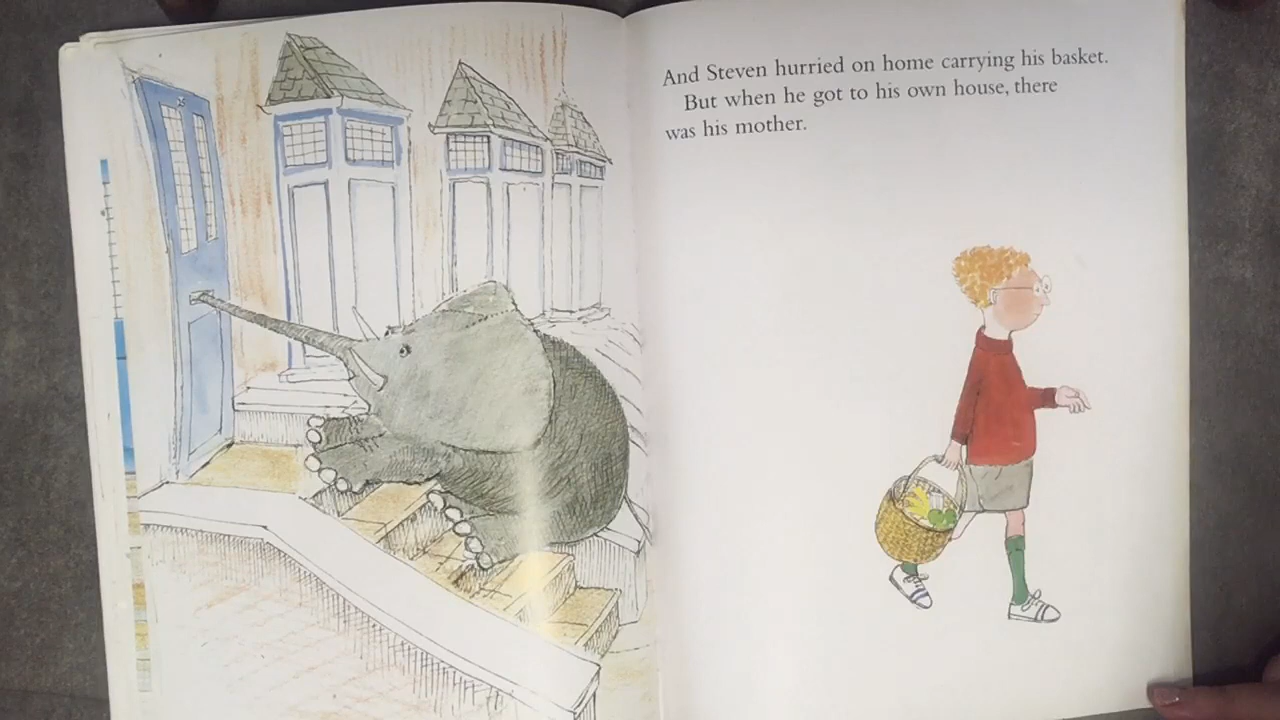 And Steven hurried on home carrying his basket.
But when he got to his own house, there
was his mother.